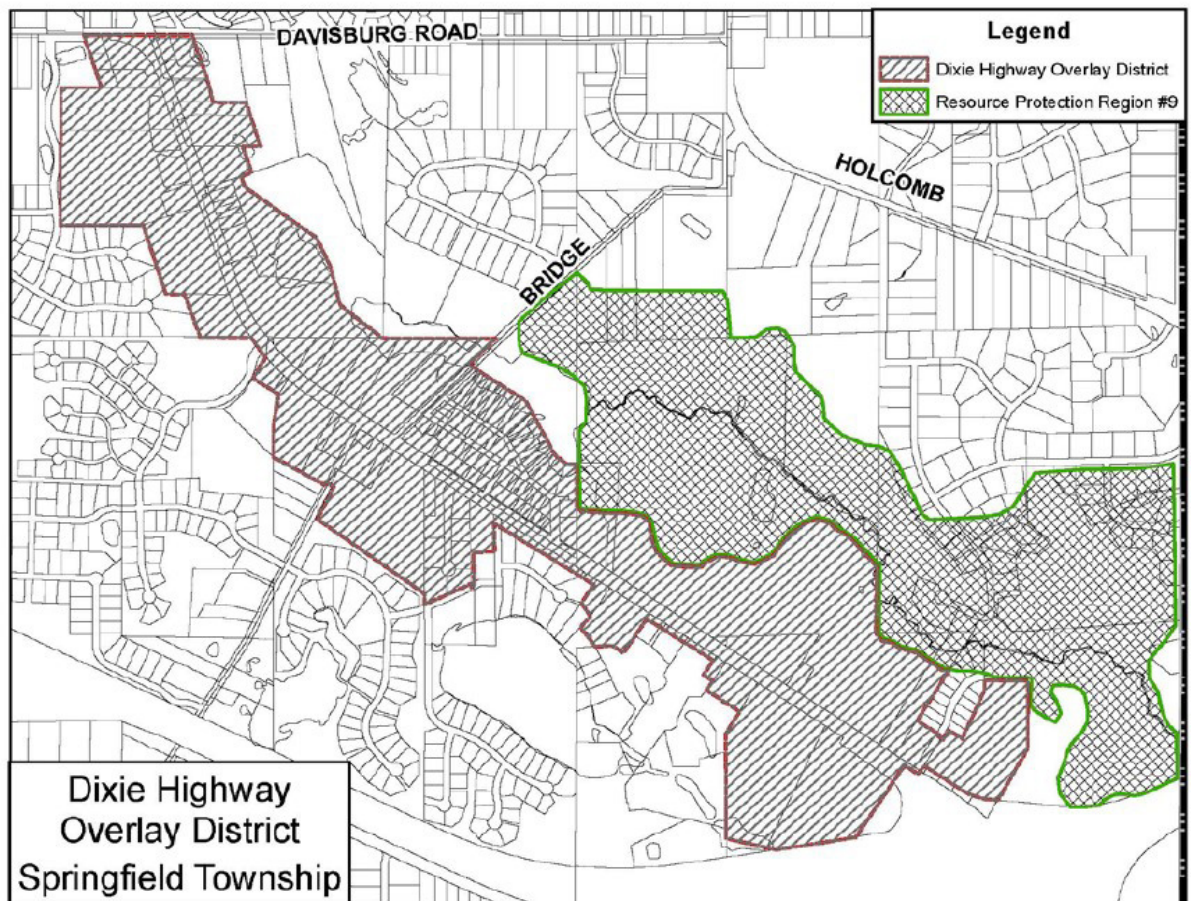 DAVISBURG ROAD
Legend
Dixie Highway Overlay District
Resource Protection Region #9
HOLCOMB
BRIDGE
Dixie Highway
Overlay District
Springfield Township